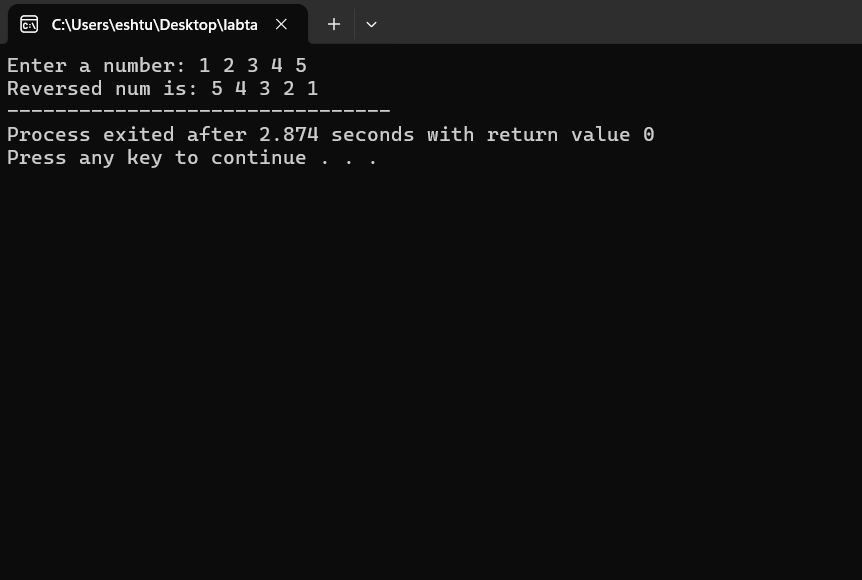 C:\Users\eshtu\Desktop\labta
Enter a number: 1 2 3 4 5
Reversed num is: 5 4 3 2 1
--------------------------------
Process exited after 2.874 seconds with return value 0
Press any key to continue . . .